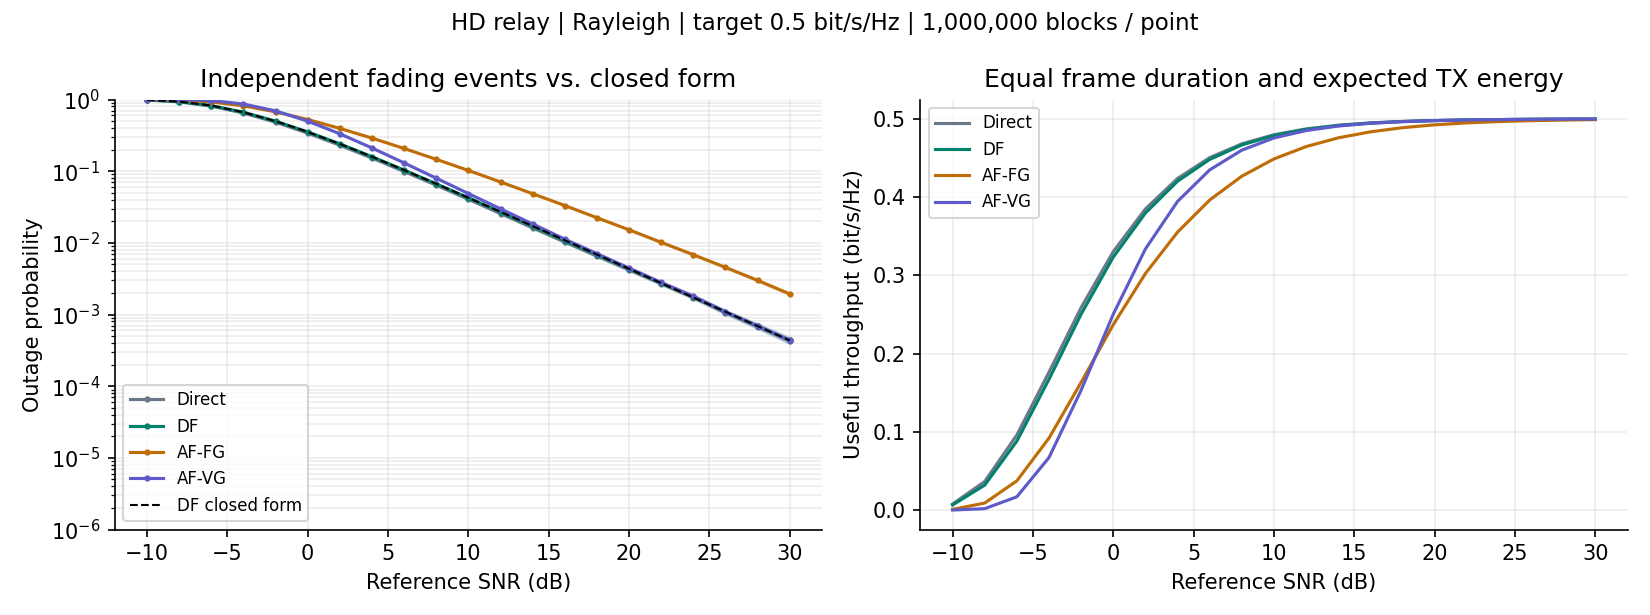 HD relay | Rayleigh | target 0.5 bit/s/Hz | 1,000,000 blocks / point
Independent fading events vs. closed form
Outage probability
10⁰
10⁻¹
10⁻²
10⁻³
10⁻⁴
10⁻⁵
10⁻⁶
Direct
DF
AF-FG
AF-VG
DF closed form
−10 −5 0 5 10 15 20 25 30
Reference SNR (dB)
Equal frame duration and expected TX energy
Useful throughput (bit/s/Hz)
0.5
0.4
0.3
0.2
0.1
0.0
Direct
DF
AF-FG
AF-VG
−10 −5 0 5 10 15 20 25 30
Reference SNR (dB)